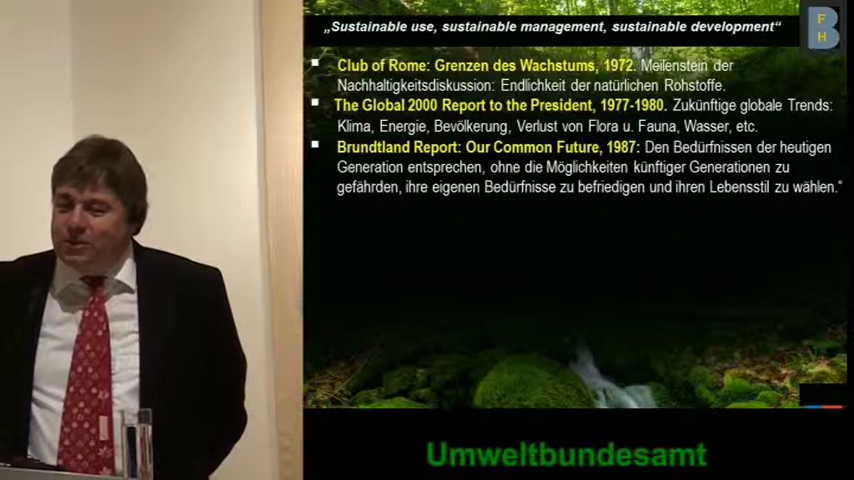 „Sustainable use, sustainable management, sustainable development“
F
B
H
Club of Rome: Grenzen des Wachstums, 1972. Meilenstein der
Nachhaltigkeitsdiskussion: Endlichkeit der natürlichen Rohstoffe.
The Global 2000 Report to the President, 1977-1980. Zukünftige globale Trends:
Klima, Energie, Bevölkerung, Verlust von Flora u. Fauna, Wasser, etc.
Brundtland Report: Our Common Future, 1987: Den Bedürfnissen der heutigen
Generation entsprechen, ohne die Möglichkeiten künftiger Generationen zu
gefährden, ihre eigenen Bedürfnisse zu befriedigen und ihren Lebensstil zu wählen.“
Umweltbundesamt